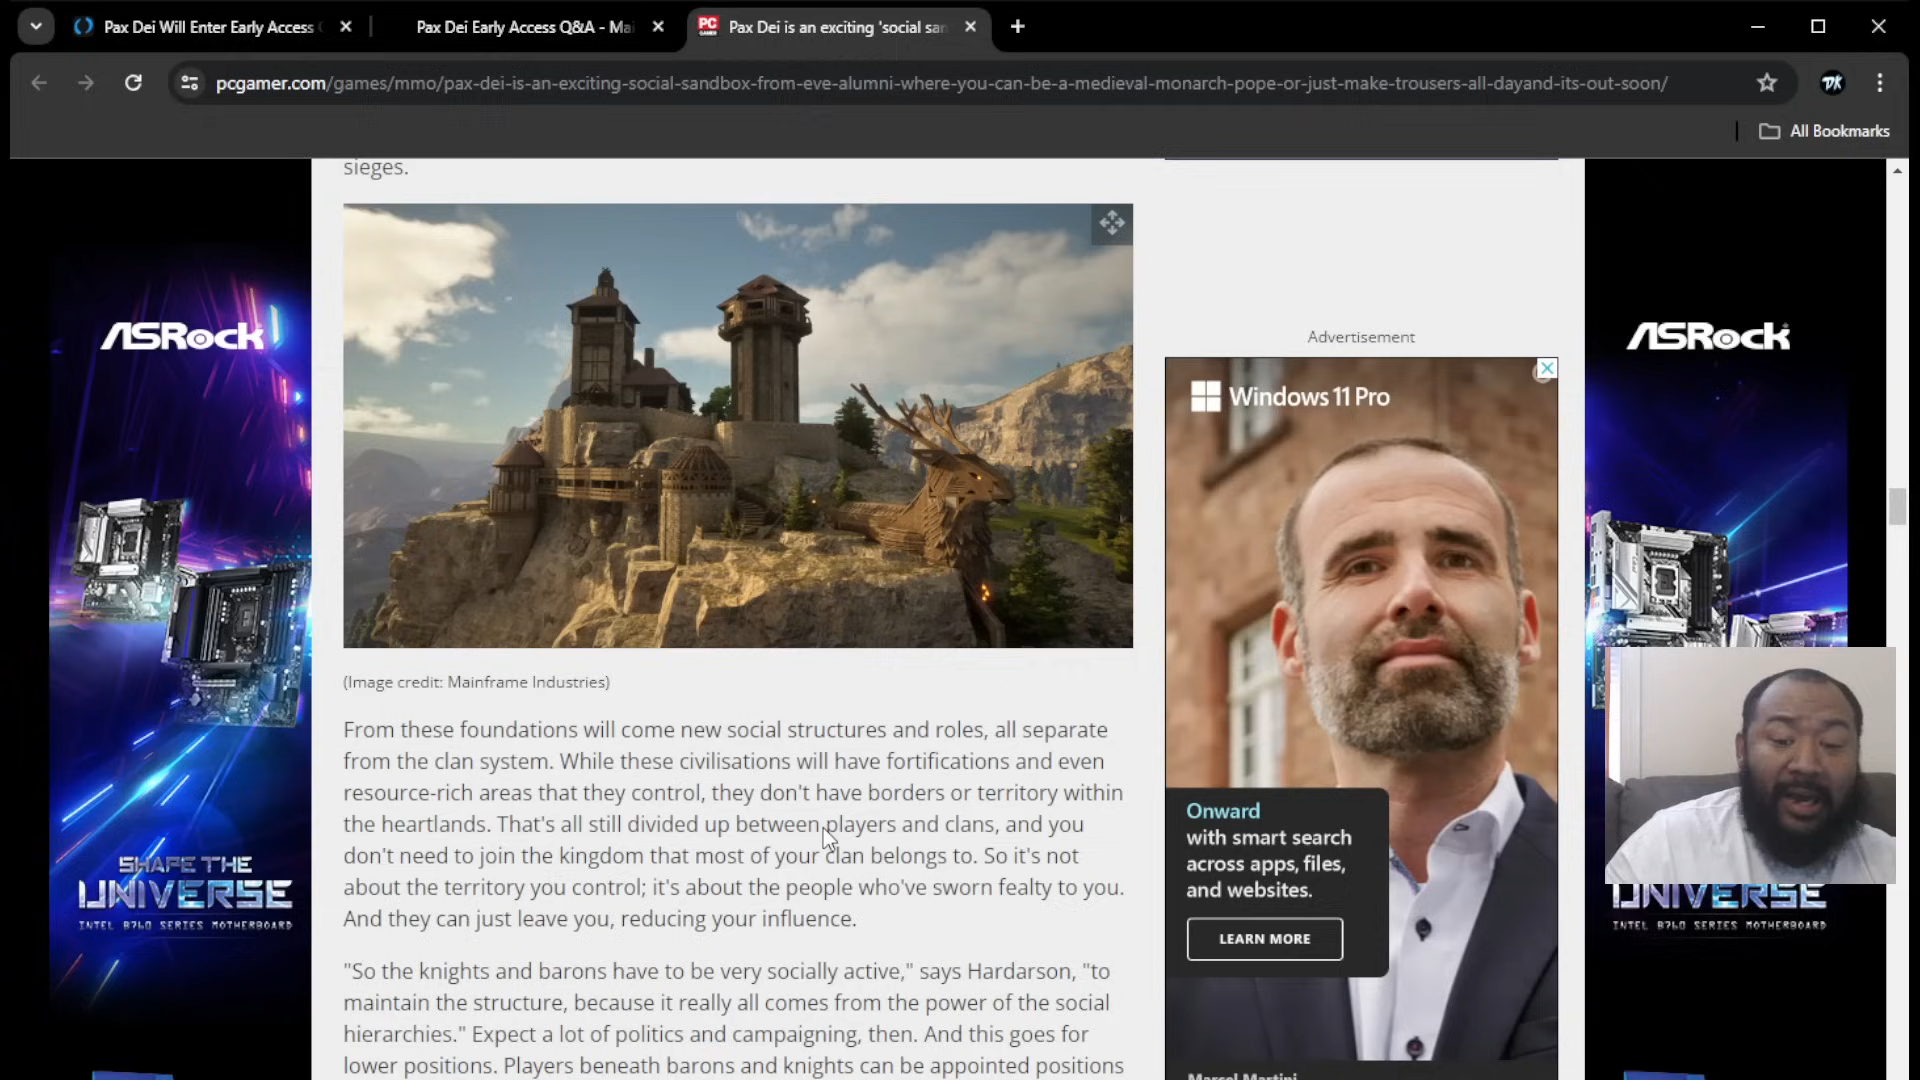 Pax Dei Will Enter Early Access
Pax Dei Early Access Q&A - Mai
PC GAMER
Pax Dei is an exciting 'social san
pcgamer.com/games/mmo/pax-dei-is-an-exciting-social-sandbox-from-eve-alumni-where-you-can-be-a-medieval-monarch-pope-or-just-make-trousers-all-dayand-its-out-soon/
DK
All Bookmarks
sieges.
(Image credit: Mainframe Industries)
From these foundations will come new social structures and roles, all separate
from the clan system. While these civilisations will have fortifications and even
resource-rich areas that they control, they don't have borders or territory within
the heartlands. That's all still divided up between players and clans, and you
don't need to join the kingdom that most of your clan belongs to. So it's not
about the territory you control; it's about the people who've sworn fealty to you.
And they can just leave you, reducing your influence.
"So the knights and barons have to be very socially active," says Hardarson, "to
maintain the structure, because it really all comes from the power of the social
hierarchies." Expect a lot of politics and campaigning, then. And this goes for
lower positions. Players beneath barons and knights can be appointed positions
Advertisement
Windows 11 Pro
Onward
with smart search
across apps, files,
and websites.
LEARN MORE
Marcel Martini
ASRock
SHAPE THE
UNIVERSE
INTEL B760 SERIES MOTHERBOARD
ASRock
UNIVERSE
INTEL B760 SERIES MOTHERBOARD